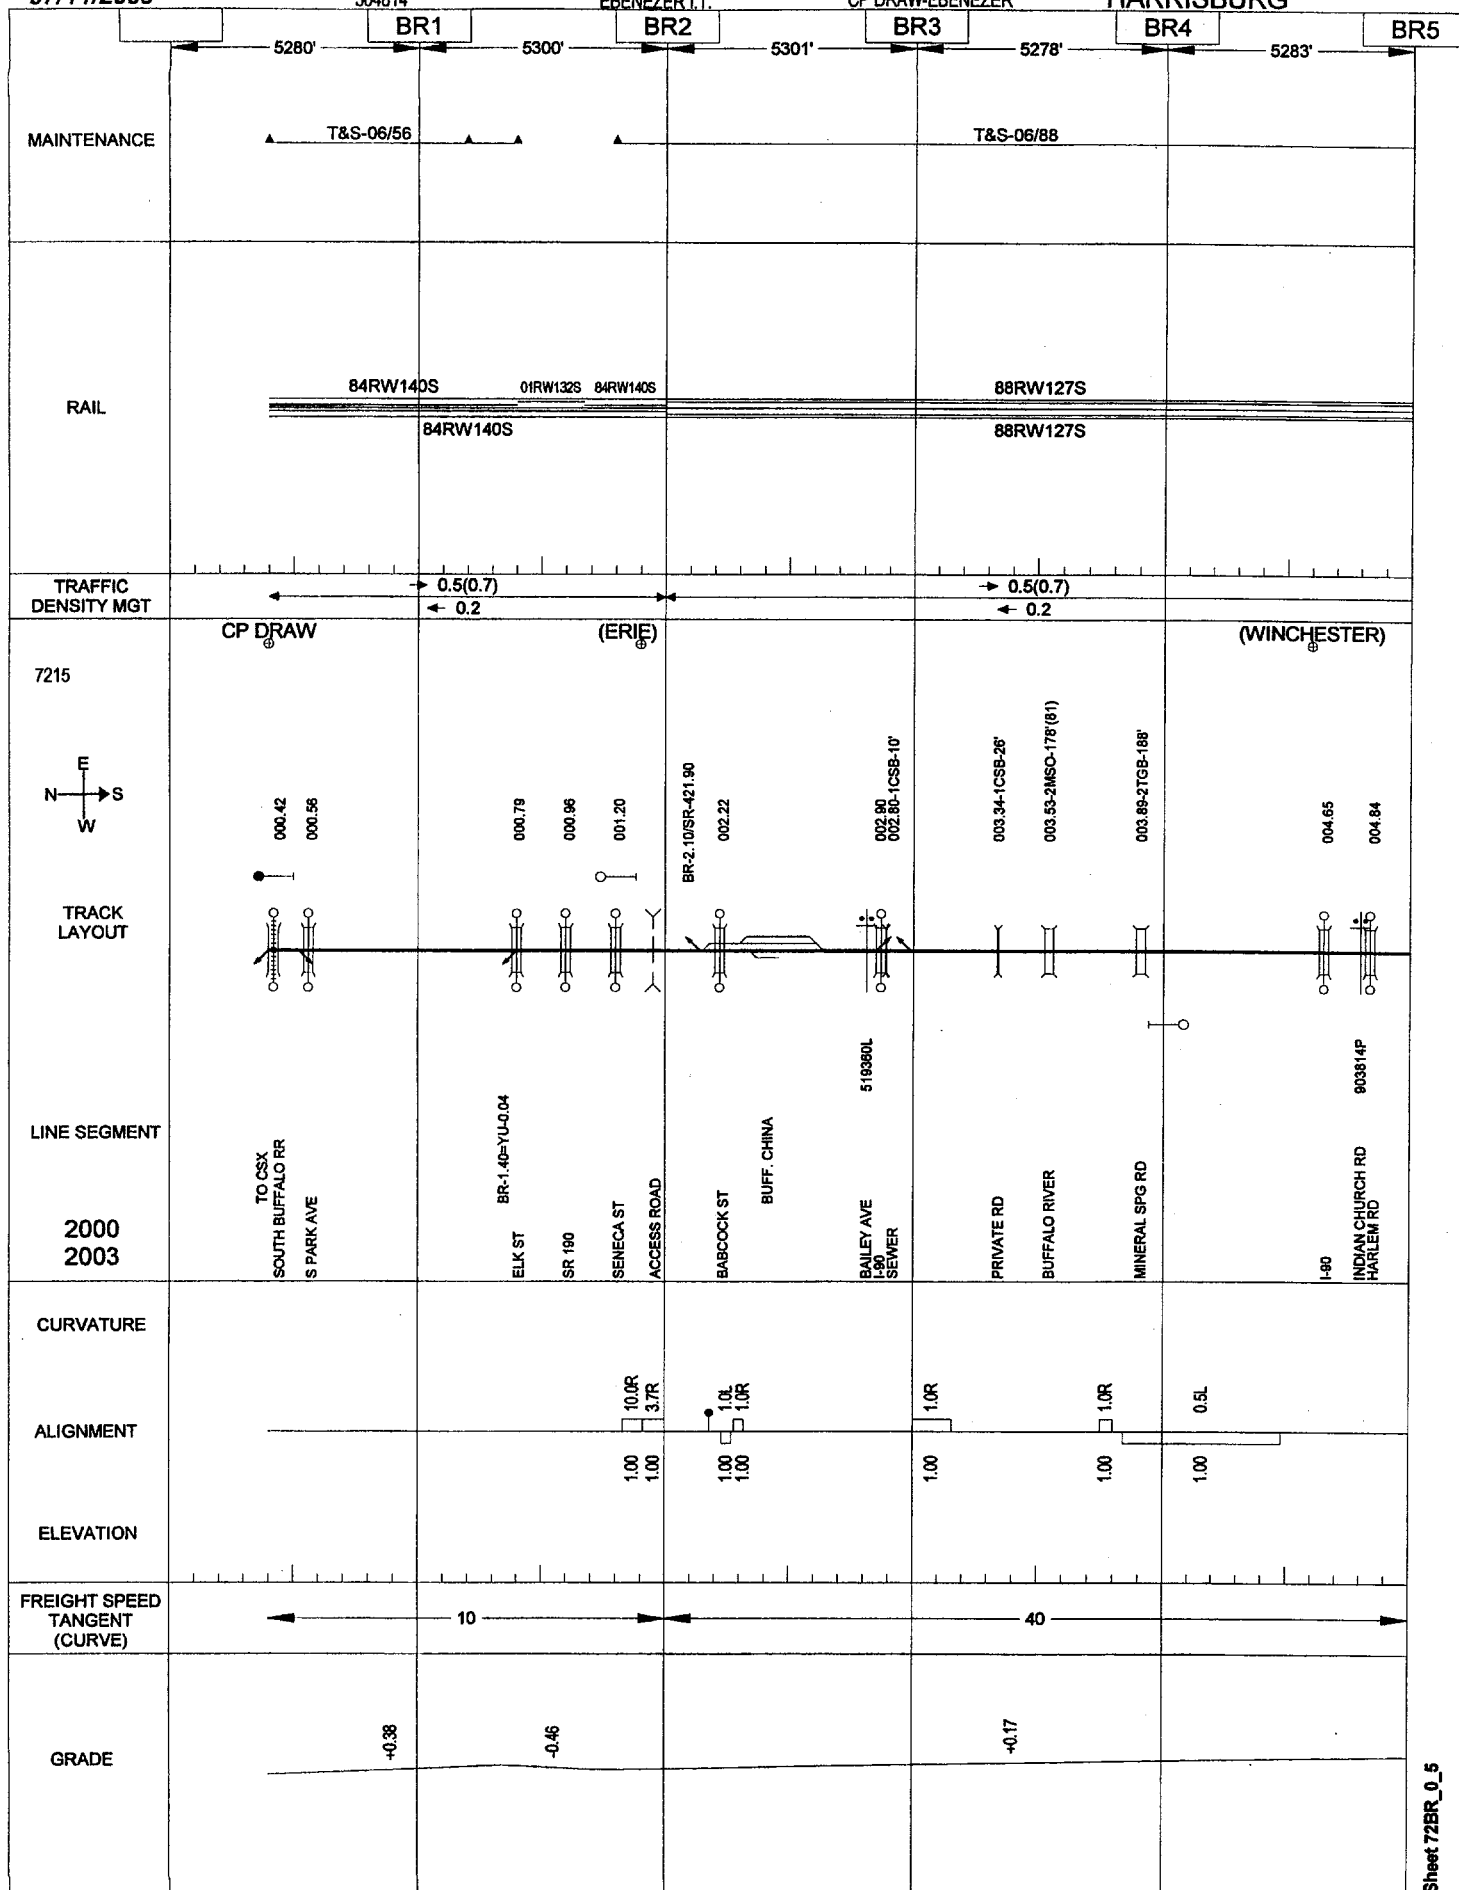 EBENEZER I.T.
CP DRAW-EBENEZER
HARRISBURG
BR1
BR2
BR3
BR4
BR5
5280'
5300'
5301'
5278'
5283'
MAINTENANCE
T&S-06/56
T&S-06/88
RAIL
84RW140S
01RW132S
84RW140S
88RW127S
84RW140S
88RW127S
TRAFFIC
DENSITY MGT
0.5(0.7)
0.2
0.5(0.7)
0.2
CP DRAW
(ERIE)
(WINCHESTER)
7215
E
N
S
W
000.42
000.56
000.79
000.96
001.20
BR-2.10/SR-421.90
002.22
002.90
002.80-1CSB-10'
003.34-1CSB-26'
003.53-2MSO-178'(81)
003.89-2TGB-188'
004.65
004.84
TRACK
LAYOUT
LINE SEGMENT
2000
2003
TO CSX
SOUTH BUFFALO RR
S PARK AVE
BR-1.40=YU-0.04
ELK ST
SR 190
SENECA ST
ACCESS ROAD
BABCOCK ST
BUFF. CHINA
519360L
BAILEY AVE
I-90
SEWER
PRIVATE RD
BUFFALO RIVER
MINERAL SPG RD
I-90
903814P
INDIAN CHURCH RD
HARLEM RD
CURVATURE
10.0R
3.7R
1.0L
1.0R
1.0R
1.0R
0.5L
ALIGNMENT
1.00
1.00
1.00
1.00
1.00
1.00
1.00
ELEVATION
FREIGHT SPEED
TANGENT
(CURVE)
10
40
GRADE
+0.38
-0.46
+0.17
Sheet 72BR_0_5